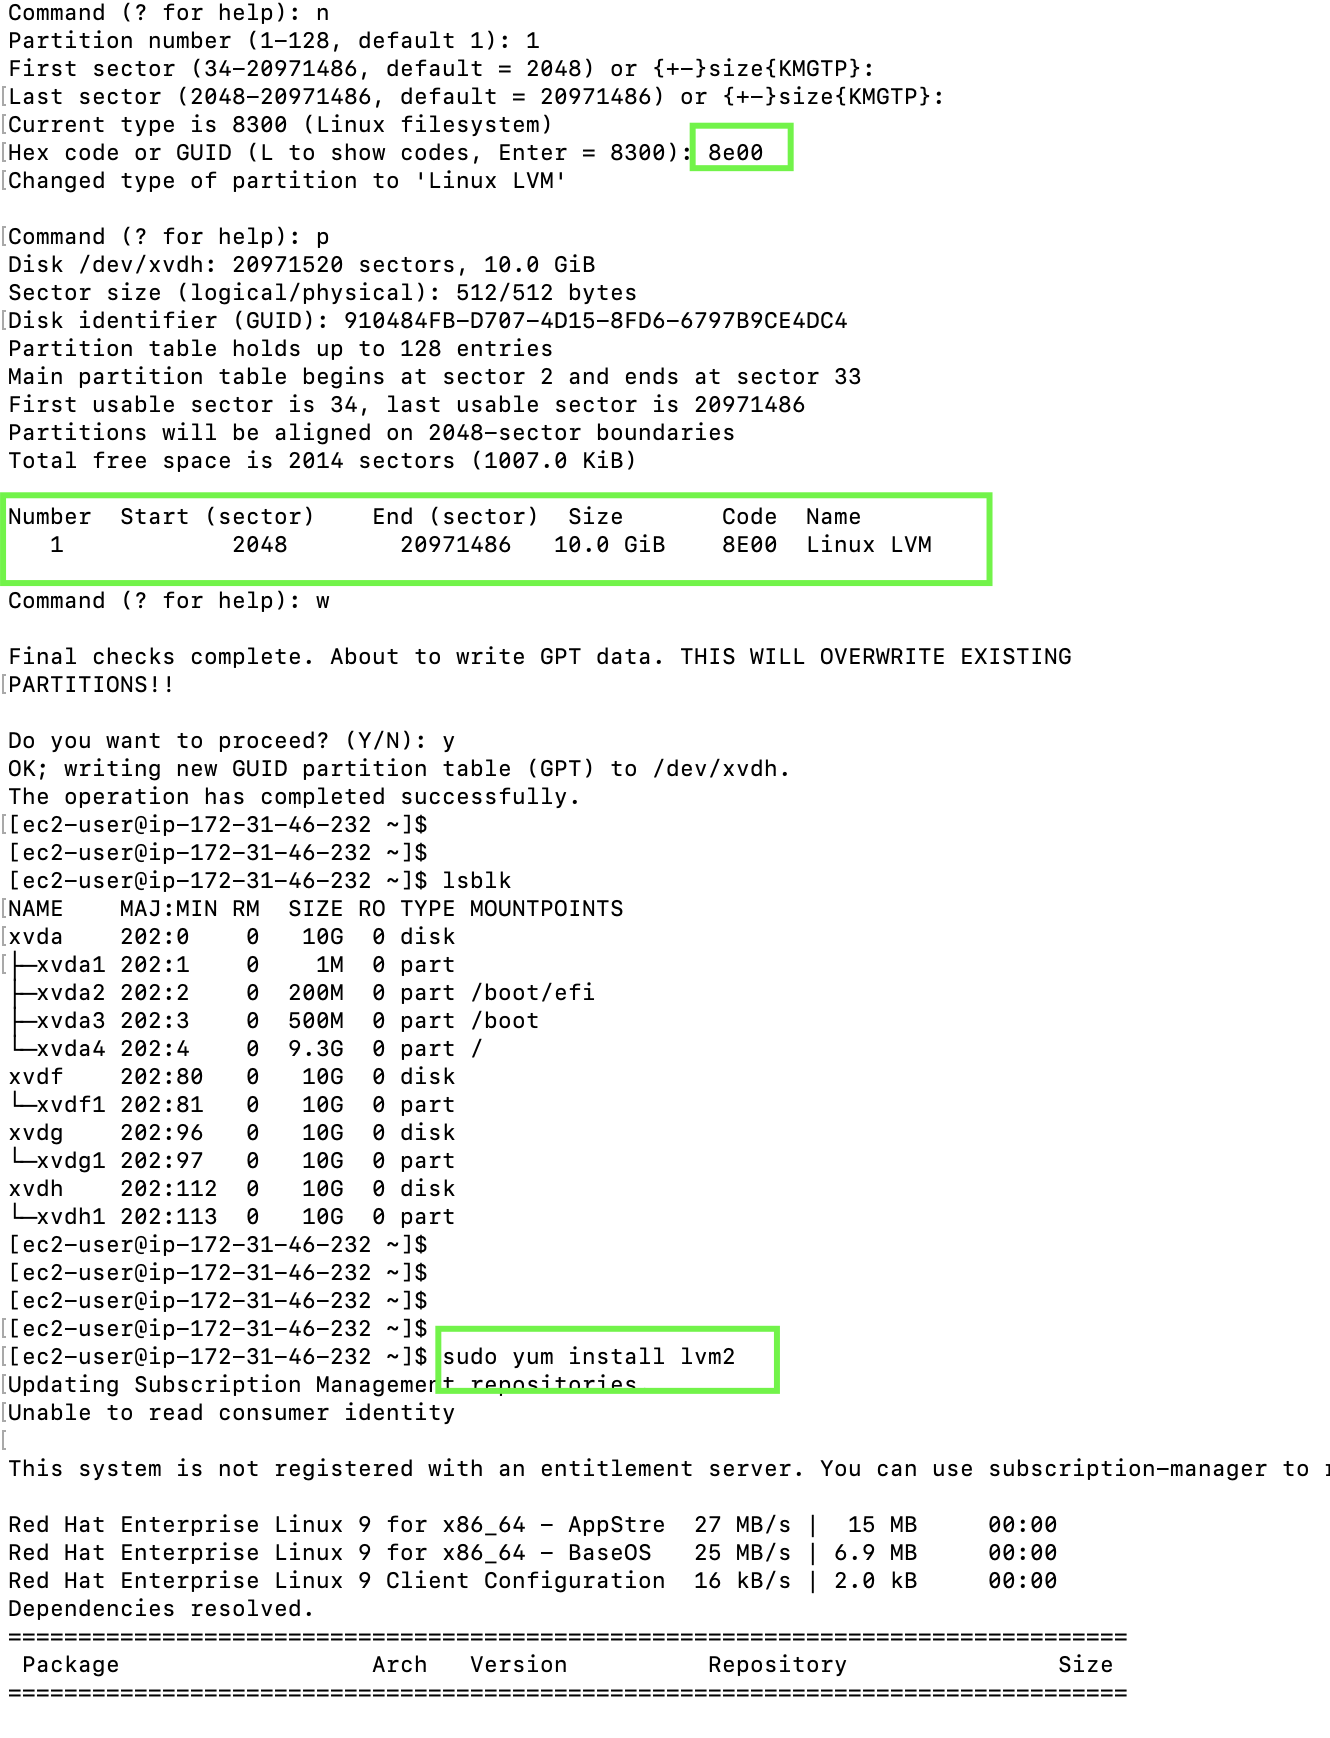 Command (? for help): n
Partition number (1-128, default 1): 1
First sector (34-20971486, default = 2048) or {+-}size{KMGTP}:
[Last sector (2048-20971486, default = 20971486) or {+-}size{KMGTP}:
[Current type is 8300 (Linux filesystem)
[Hex code or GUID (L to show codes, Enter = 8300): 8e00
[Changed type of partition to 'Linux LVM'
[Command (? for help): p
Disk /dev/xvdh: 20971520 sectors, 10.0 GiB
Sector size (logical/physical): 512/512 bytes
[Disk identifier (GUID): 910484FB-D707-4D15-8FD6-6797B9CE4DC4
Partition table holds up to 128 entries
Main partition table begins at sector 2 and ends at sector 33
First usable sector is 34, last usable sector is 20971486
Partitions will be aligned on 2048-sector boundaries
Total free space is 2014 sectors (1007.0 KiB)
Number  Start (sector)    End (sector)  Size       Code  Name
   1            2048        20971486   10.0 GiB    8E00  Linux LVM
Command (? for help): w
Final checks complete. About to write GPT data. THIS WILL OVERWRITE EXISTING
[PARTITIONS!!
Do you want to proceed? (Y/N): y
OK; writing new GUID partition table (GPT) to /dev/xvdh.
The operation has completed successfully.
[[ec2-user@ip-172-31-46-232 ~]$
[ec2-user@ip-172-31-46-232 ~]$
[ec2-user@ip-172-31-46-232 ~]$ lsblk
[NAME    MAJ:MIN RM  SIZE RO TYPE MOUNTPOINTS
[xvda    202:0    0   10G  0 disk
[├─xvda1 202:1    0    1M  0 part
├─xvda2 202:2    0  200M  0 part /boot/efi
├─xvda3 202:3    0  500M  0 part /boot
└─xvda4 202:4    0  9.3G  0 part /
xvdf    202:80   0   10G  0 disk
└─xvdf1 202:81   0   10G  0 part
xvdg    202:96   0   10G  0 disk
└─xvdg1 202:97   0   10G  0 part
xvdh    202:112  0   10G  0 disk
└─xvdh1 202:113  0   10G  0 part
[ec2-user@ip-172-31-46-232 ~]$
[ec2-user@ip-172-31-46-232 ~]$
[ec2-user@ip-172-31-46-232 ~]$
[[ec2-user@ip-172-31-46-232 ~]$
[[ec2-user@ip-172-31-46-232 ~]$ sudo yum install lvm2
[Updating Subscription Management repositories
[Unable to read consumer identity
[
This system is not registered with an entitlement server. You can use subscription-manager to
Red Hat Enterprise Linux 9 for x86_64 - AppStre  27 MB/s |  15 MB     00:00
Red Hat Enterprise Linux 9 for x86_64 - BaseOS   25 MB/s | 6.9 MB     00:00
Red Hat Enterprise Linux 9 Client Configuration  16 kB/s | 2.0 kB     00:00
Dependencies resolved.
================================================================================
 Package                  Arch   Version          Repository               Size
================================================================================